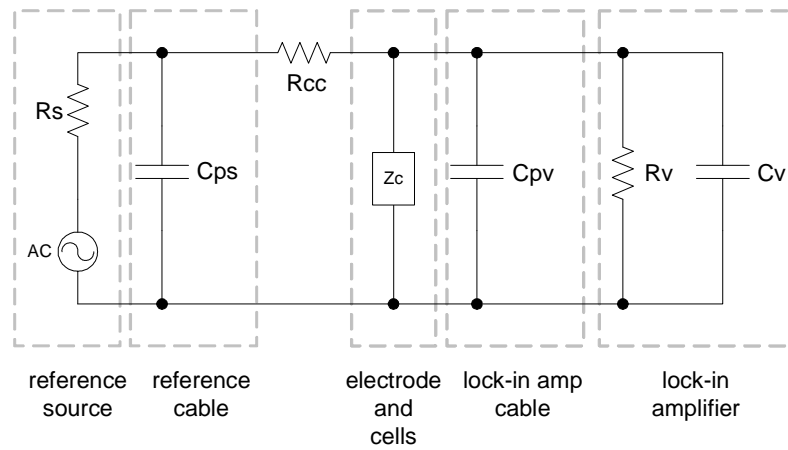 Rs
AC
Cps
Rcc
Zc
Cpv
Rv
Cv
reference
source
reference
cable
electrode
and
cells
lock-in amp
cable
lock-in
amplifier